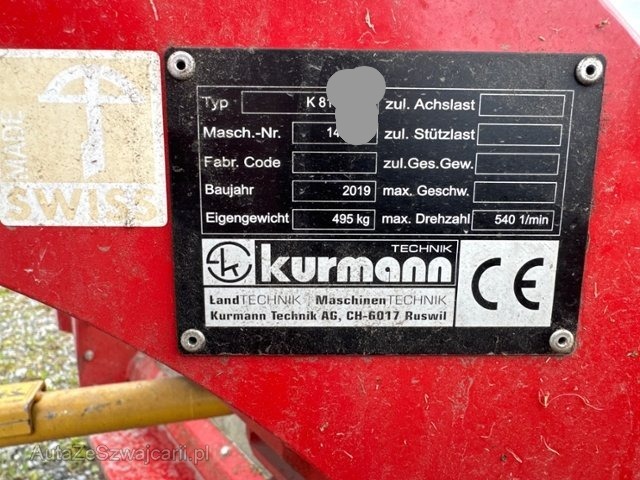 MADE
SWISS
Typ K 81 zul. Achslast
Masch.-Nr. 14 zul. Stützlast
Fabr. Code zul.Ges.Gew.
Baujahr 2019 max. Geschw.
Eigengewicht 495 kg max. Drehzahl 540 1/min
TECHNIK
k kurmann CE
LandTECHNIK MaschinenTECHNIK
Kurmann Technik AG, CH-6017 Ruswil
AutaZeSzwajcarii.pl